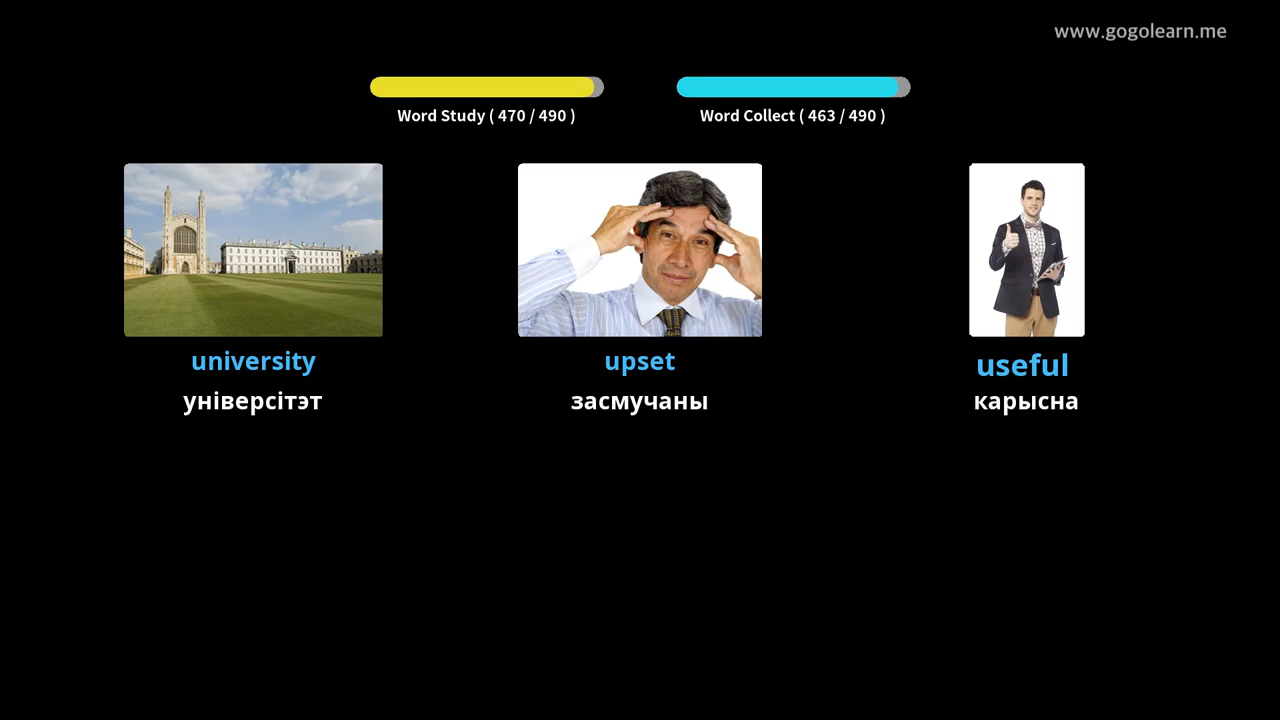 www.gogolearn.me
Word Study ( 470 / 490 )
Word Collect ( 463 / 490 )
university
upset
useful
універсітэт
засмучаны
карысна